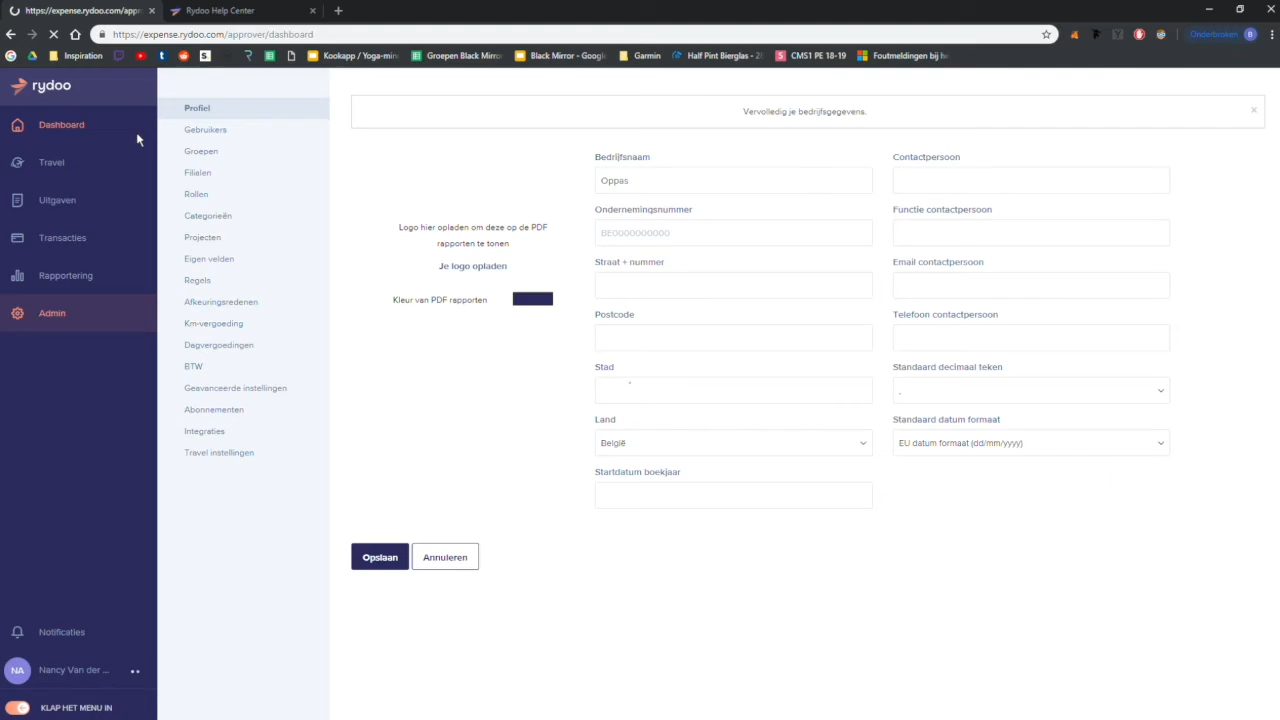 https://expense.rydoo.com/appro
Rydoo Help Center
https://expense.rydoo.com/approver/dashboard
Onderbroken
B
Inspiration
Kookapp / Yoga-mind
Groepen Black Mirror
Black Mirror - Google
Garmin
Half Pint Bierglas - 28
CMS1 PE 18-19
Foutmeldingen bij he
rydoo
Dashboard
Travel
Uitgaven
Transacties
Rapportering
Admin
Notificaties
NA
Nancy Van der ...
KLAP HET MENU IN
Profiel
Gebruikers
Groepen
Filialen
Rollen
Categorieën
Projecten
Eigen velden
Regels
Afkeuringsredenen
Km-vergoeding
Dagvergoedingen
BTW
Geavanceerde instellingen
Abonnementen
Integraties
Travel instellingen
Vervolledig je bedrijfsgegevens.
Logo hier opladen om deze op de PDF
rapporten te tonen
Je logo opladen
Kleur van PDF rapporten
Bedrijfsnaam
Oppas
Ondernemingsnummer
BE0000000000
Straat + nummer
Postcode
Stad
Land
België
Startdatum boekjaar
Contactpersoon
Functie contactpersoon
Email contactpersoon
Telefoon contactpersoon
Standaard decimaal teken
Standaard datum formaat
EU datum formaat (dd/mm/yyyy)
Opslaan
Annuleren